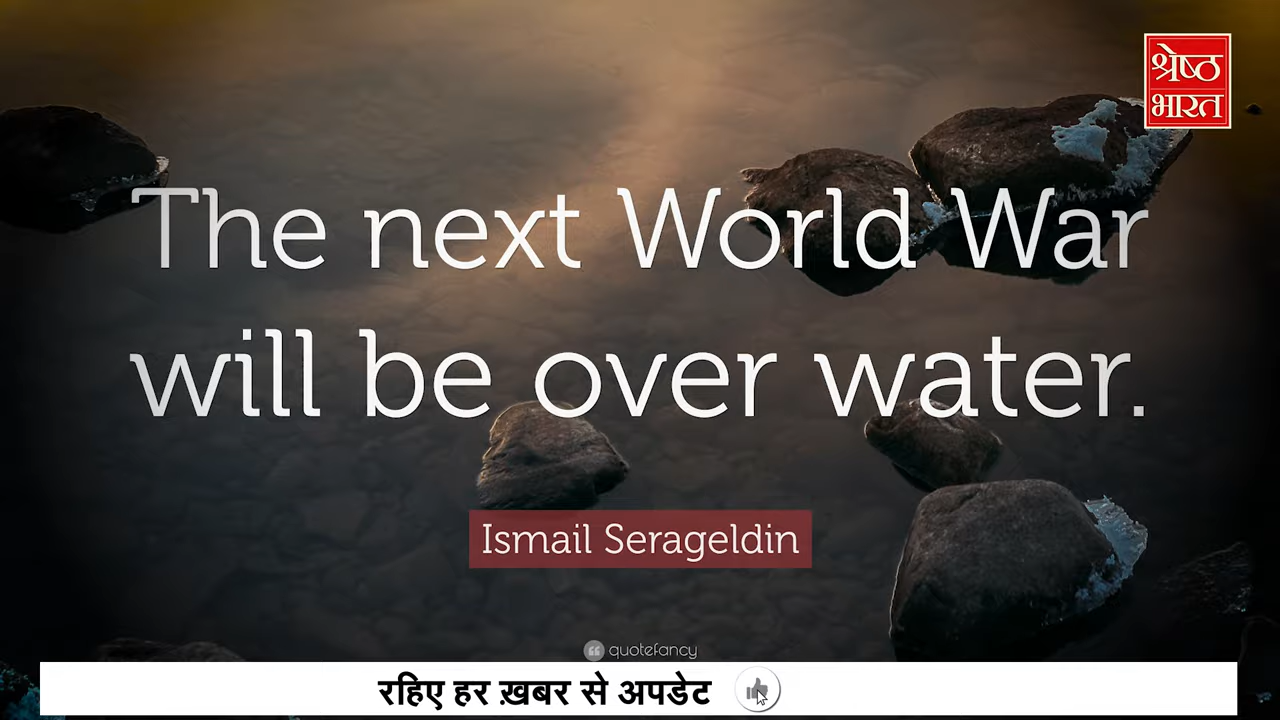 श्रेष्ठ
भारत
The next World War
will be over water.
Ismail Serageldin
quotefancy
रहिए हर ख़बर से अपडेट